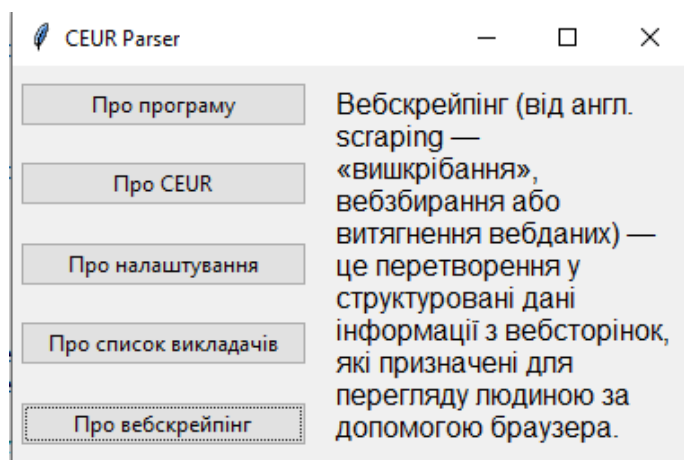 CEUR Parser
Про програму
Про CEUR
Про налаштування
Про список викладачів
Про вебскрейпінг
Вебскрейпінг (від англ.
scraping —
«вишкрібання»,
вебзбирання або
витягнення вебданих) —
це перетворення у
структуровані дані
інформації з вебсторінок,
які призначені для
перегляду людиною за
допомогою браузера.